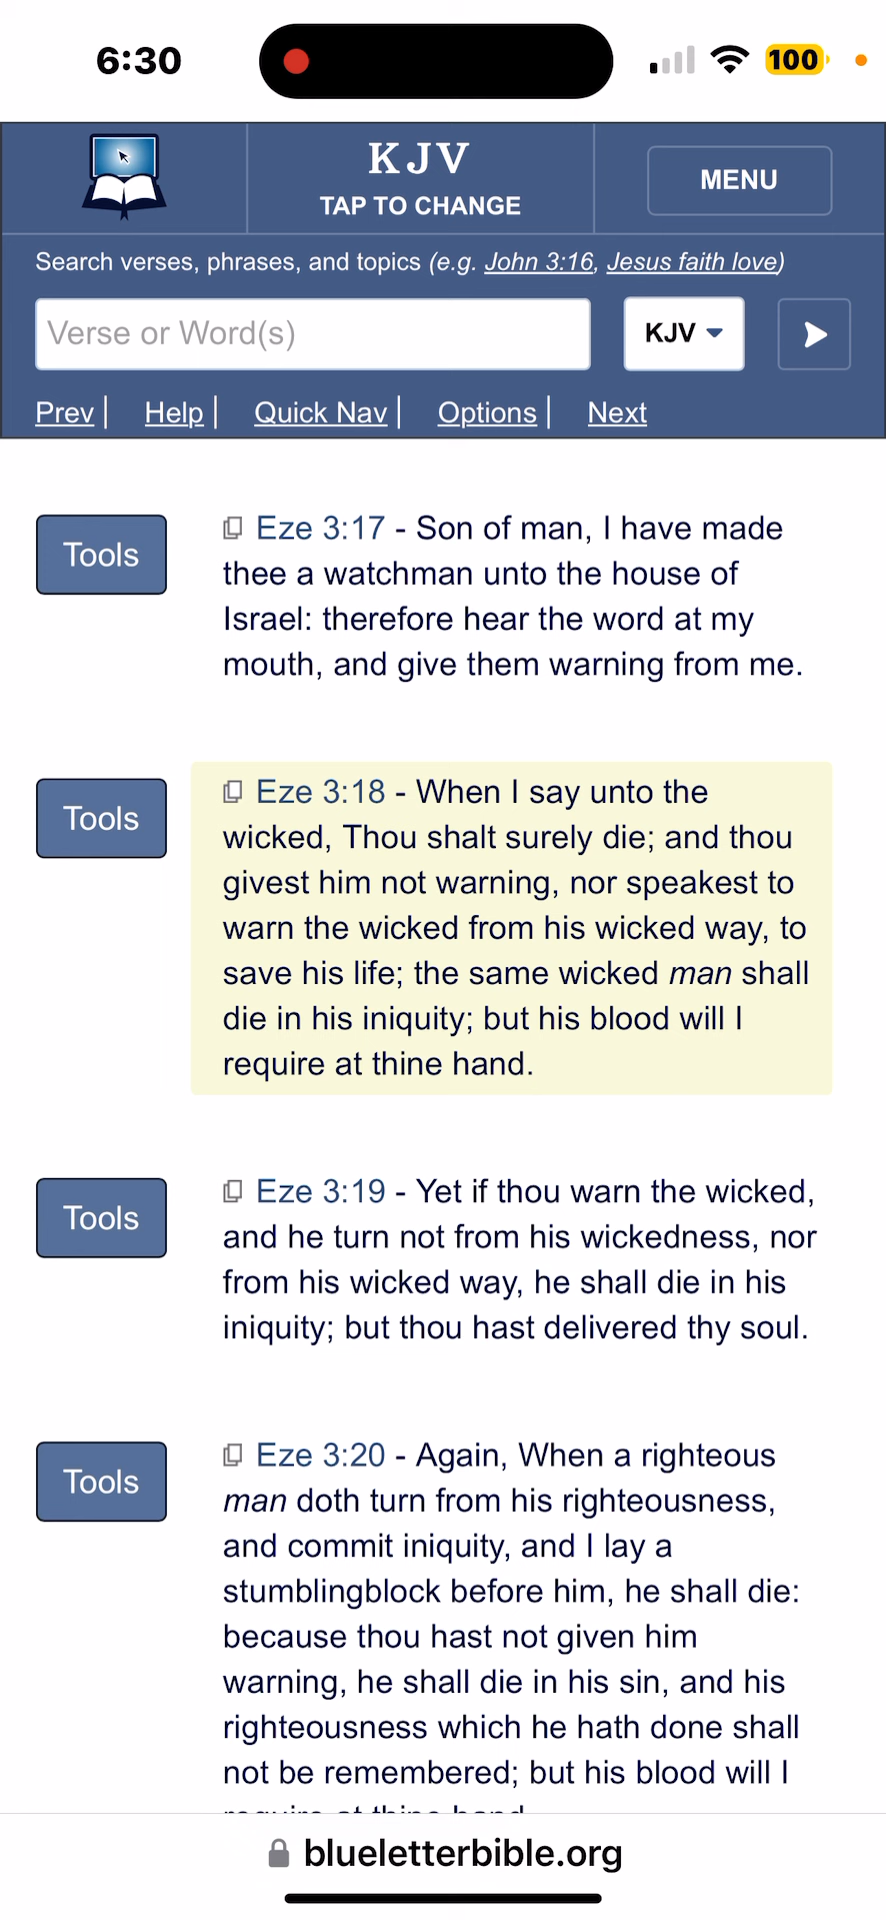 6:30
100
KJV
TAP TO CHANGE
MENU
Search verses, phrases, and topics (e.g. John 3:16, Jesus faith love)
Verse or Word(s)
KJV
Prev | Help | Quick Nav | Options | Next
Tools
Eze 3:17 - Son of man, I have made
thee a watchman unto the house of
Israel: therefore hear the word at my
mouth, and give them warning from me.
Tools
Eze 3:18 - When I say unto the
wicked, Thou shalt surely die; and thou
givest him not warning, nor speakest to
warn the wicked from his wicked way, to
save his life; the same wicked man shall
die in his iniquity; but his blood will I
require at thine hand.
Tools
Eze 3:19 - Yet if thou warn the wicked,
and he turn not from his wickedness, nor
from his wicked way, he shall die in his
iniquity; but thou hast delivered thy soul.
Tools
Eze 3:20 - Again, When a righteous
man doth turn from his righteousness,
and commit iniquity, and I lay a
stumblingblock before him, he shall die:
because thou hast not given him
warning, he shall die in his sin, and his
righteousness which he hath done shall
not be remembered; but his blood will I
require at thine hand.
blueletterbible.org